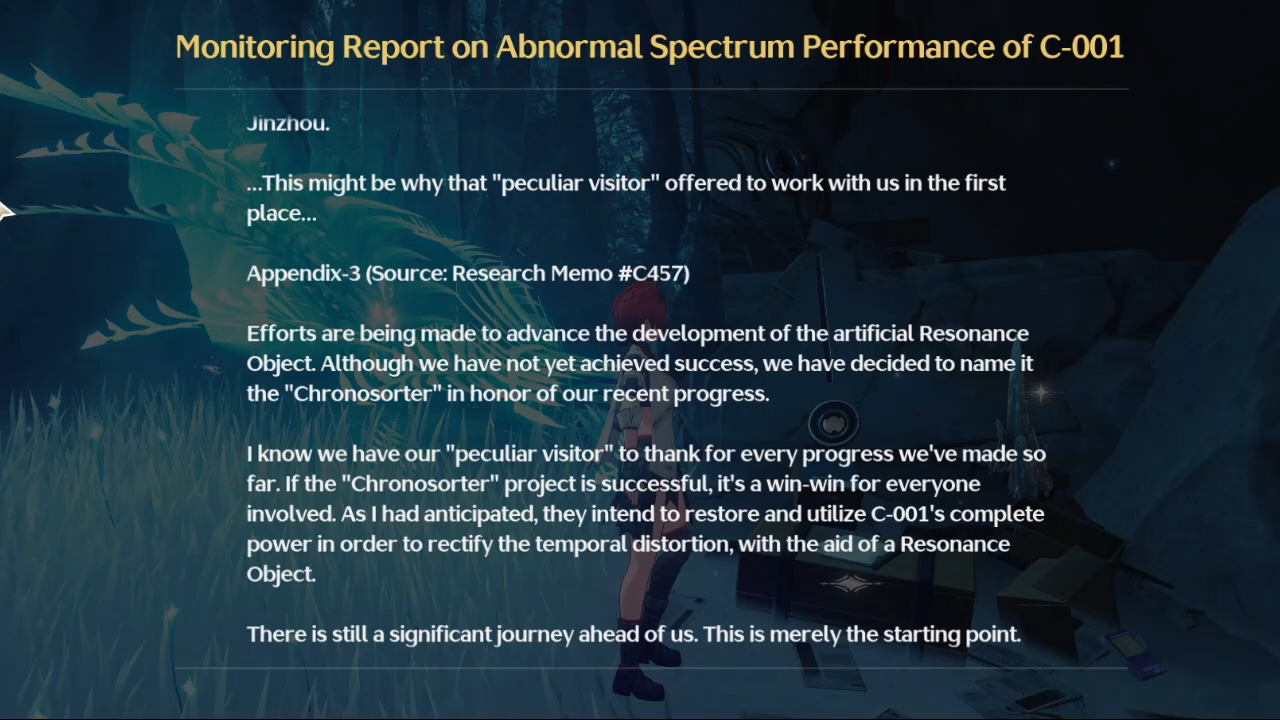 Monitoring Report on Abnormal Spectrum Performance of C-001
Jinzhou.
...This might be why that "peculiar visitor" offered to work with us in the first
place...
Appendix-3 (Source: Research Memo #C457)
Efforts are being made to advance the development of the artificial Resonance
Object. Although we have not yet achieved success, we have decided to name it
the "Chronosorter" in honor of our recent progress.
I know we have our "peculiar visitor" to thank for every progress we've made so
far. If the "Chronosorter" project is successful, it's a win-win for everyone
involved. As I had anticipated, they intend to restore and utilize C-001's complete
power in order to rectify the temporal distortion, with the aid of a Resonance
Object.
There is still a significant journey ahead of us. This is merely the starting point.